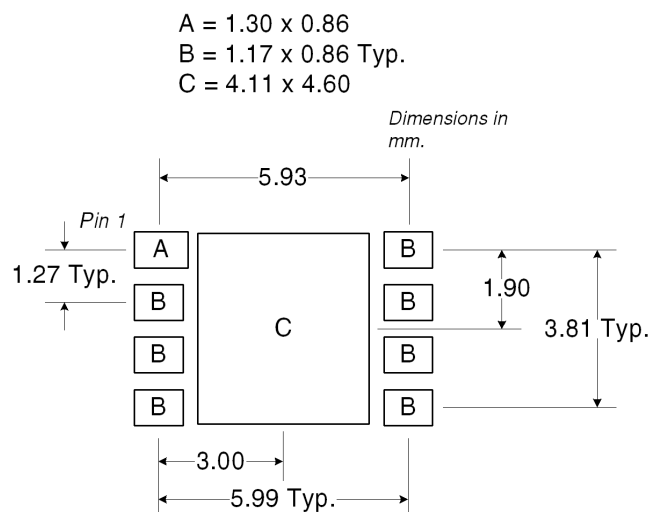 A = 1.30 x 0.86
B = 1.17 x 0.86 Typ.
C = 4.11 x 4.60
Dimensions in
mm.
5.93
Pin 1
A
B
1.27 Typ.
B
B
1.90
C
3.81 Typ.
B
B
B
B
3.00
5.99 Typ.